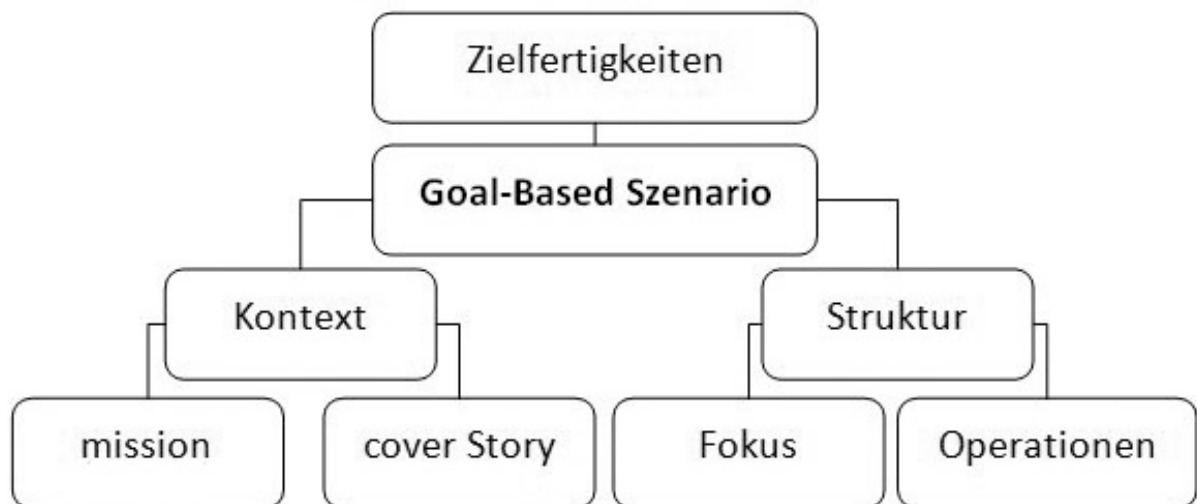 Zielfertigkeiten
Goal-Based Szenario
Kontext
Struktur
mission
cover Story
Fokus
Operationen